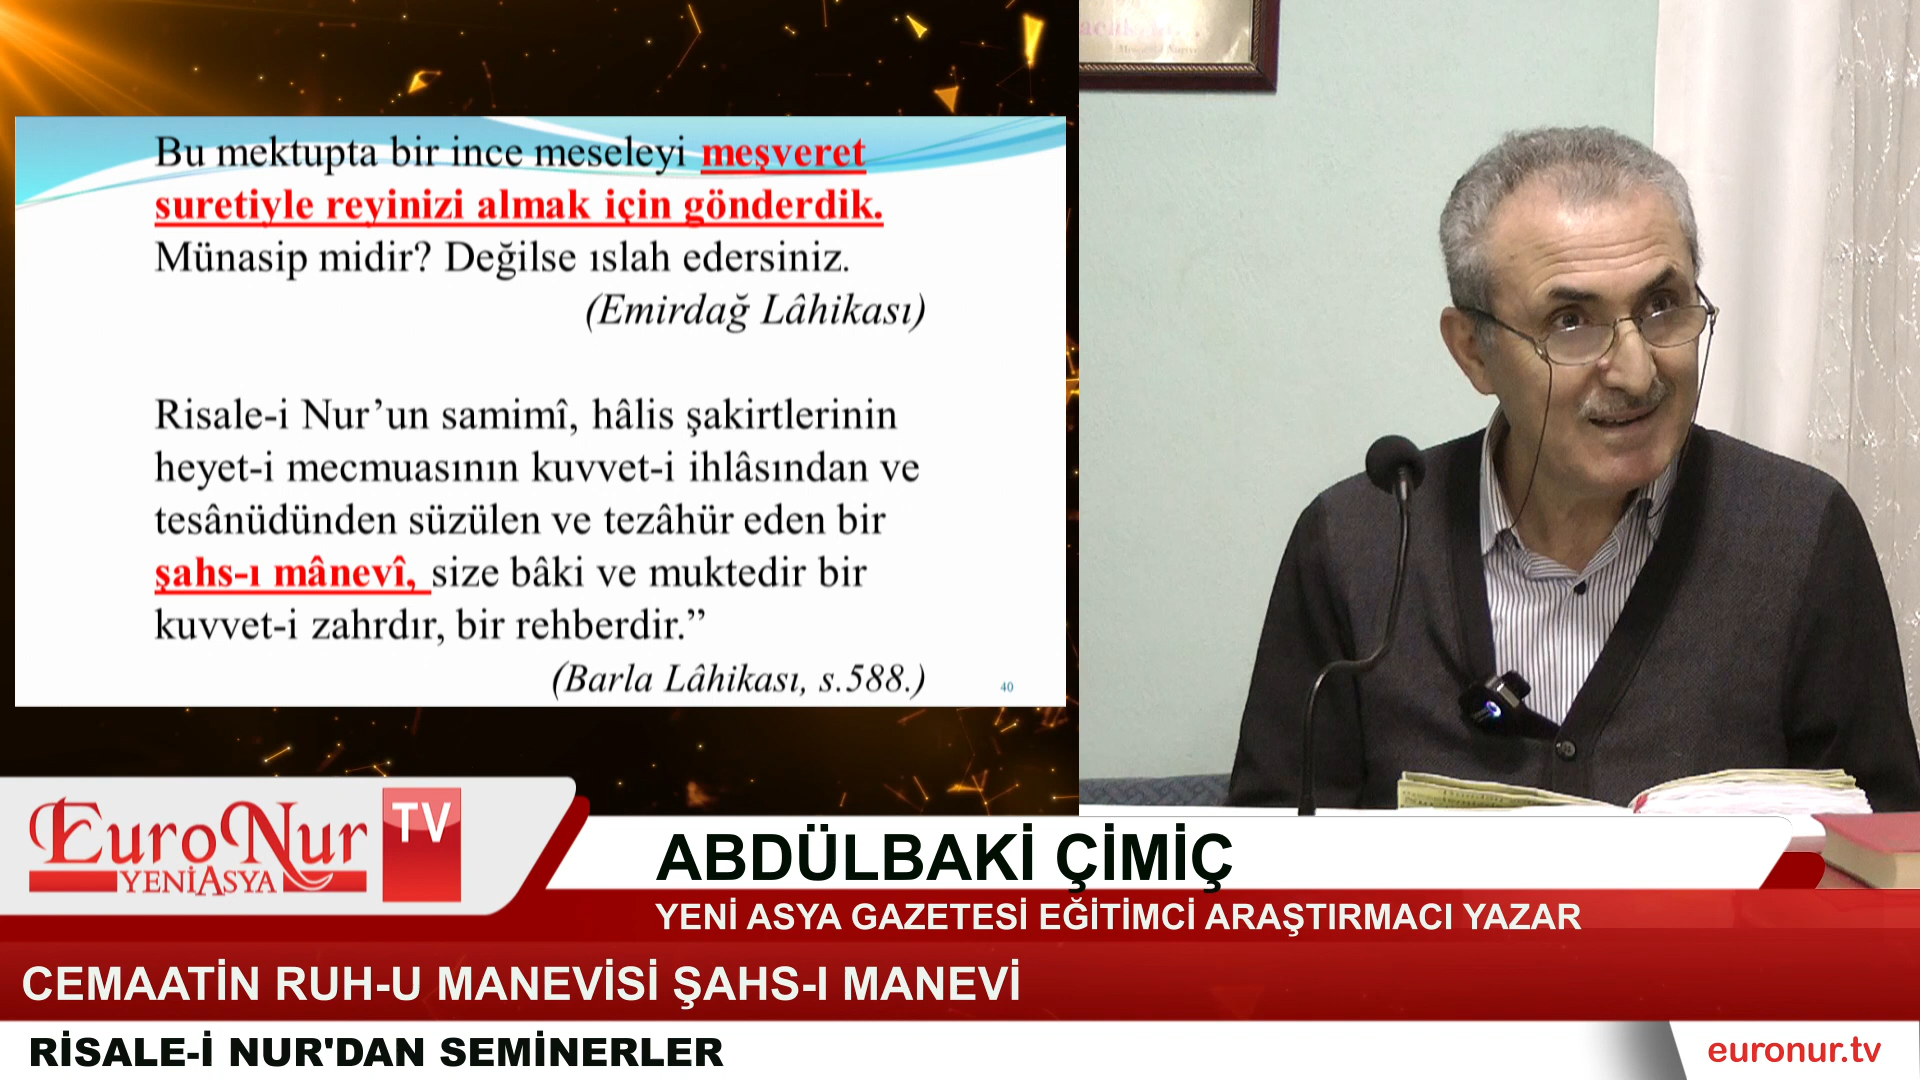 Bu mektupta bir ince meseleyi meşveret
suretiyle reyinizi almak için gönderdik.
Münasip midir? Değilse ıslah edersiniz.
(Emirdağ Lâhikası)
Risale-i Nur’un samimî, hâlis şakirtlerinin
heyet-i mecmuasının kuvvet-i ihlâsından ve
tesânüdünden süzülen ve tezâhür eden bir
şahs-ı mânevî, size bâki ve muktedir bir
kuvvet-i zahrdır, bir rehberdir.”
(Barla Lâhikası, s.588.)
40
EuroNur TV
YENİASYA
ABDÜLBAKİ ÇİMİÇ
YENİ ASYA GAZETESİ EĞİTİMCİ ARAŞTIRMACI YAZAR
CEMAATİN RUH-U MANEVİSİ ŞAHS-I MANEVİ
RİSALE-İ NUR'DAN SEMİNERLER
euronur.tv